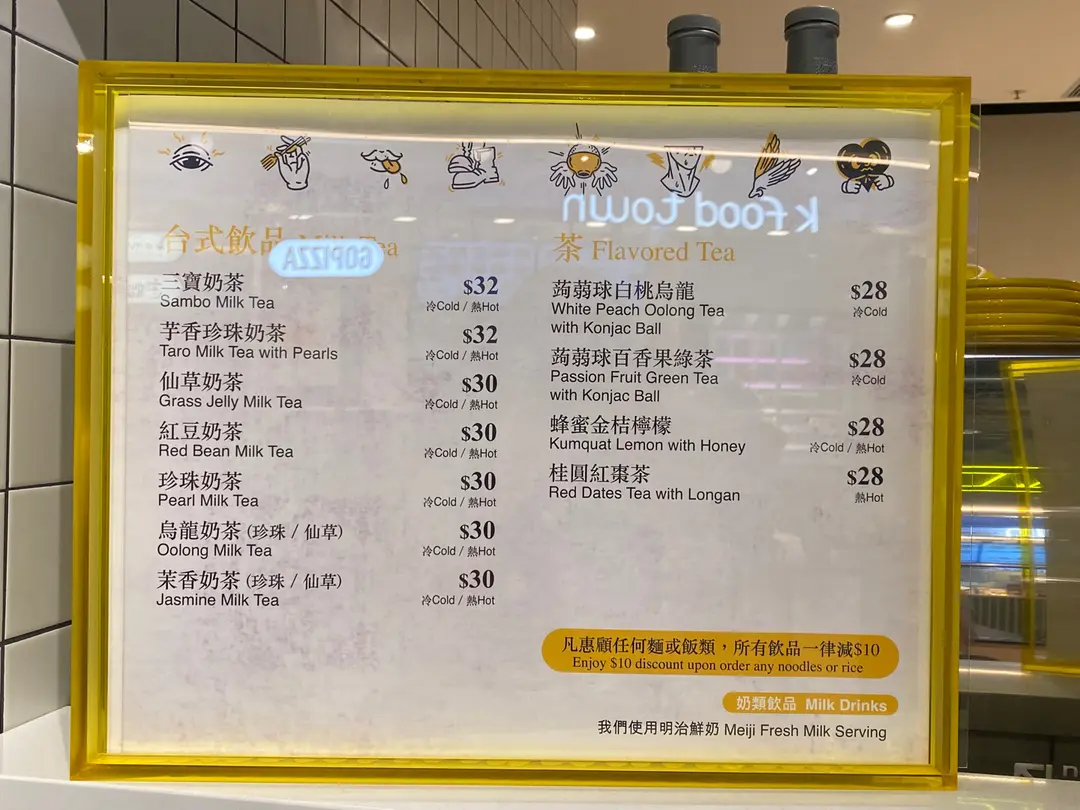 台式飲品 Milk Tea
三寶奶茶 $32
Sambo Milk Tea 冷Cold / 熱Hot
芋香珍珠奶茶 $32
Taro Milk Tea with Pearls 冷Cold / 熱Hot
仙草奶茶 $30
Grass Jelly Milk Tea 冷Cold / 熱Hot
紅豆奶茶 $30
Red Bean Milk Tea 冷Cold / 熱Hot
珍珠奶茶 $30
Pearl Milk Tea 冷Cold / 熱Hot
烏龍奶茶 (珍珠 / 仙草) $30
Oolong Milk Tea 冷Cold / 熱Hot
茉香奶茶 (珍珠 / 仙草) $30
Jasmine Milk Tea 冷Cold / 熱Hot
k food town
GOPIZZA
茶 Flavored Tea
蒟蒻球白桃烏龍 $28
White Peach Oolong Tea 冷Cold
with Konjac Ball
蒟蒻球百香果綠茶 $28
Passion Fruit Green Tea 冷Cold
with Konjac Ball
蜂蜜金桔檸檬 $28
Kumquat Lemon with Honey 冷Cold / 熱Hot
桂圓紅棗茶 $28
Red Dates Tea with Longan 熱Hot
凡惠顧任何麵或飯類，所有飲品一律減$10
Enjoy $10 discount upon order any noodles or rice
奶類飲品 Milk Drinks
我們使用明治鮮奶 Meiji Fresh Milk Serving